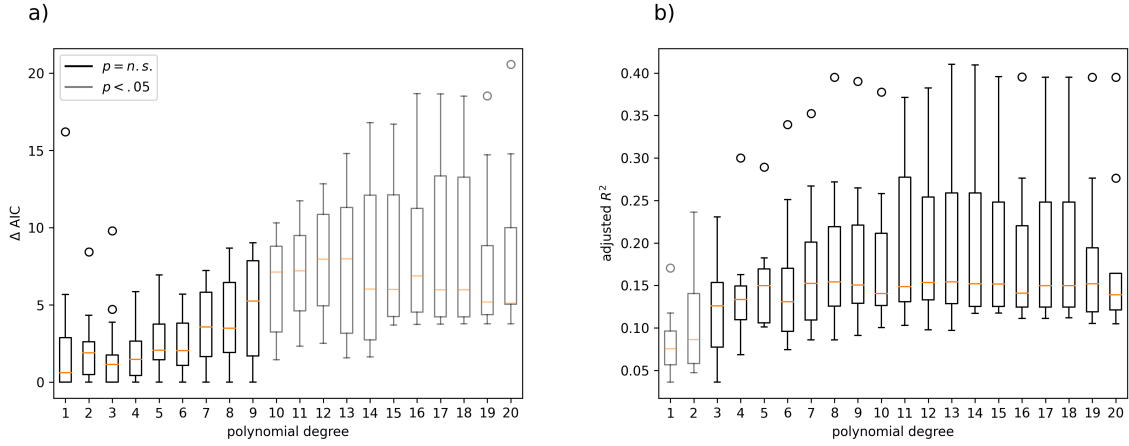 a)
Δ AIC
20
15
10
5
0
p = n.s.
p < .05
1 2 3 4 5 6 7 8 9 10 11 12 13 14 15 16 17 18 19 20
polynomial degree
b)
adjusted R²
0.40
0.35
0.30
0.25
0.20
0.15
0.10
0.05
1 2 3 4 5 6 7 8 9 10 11 12 13 14 15 16 17 18 19 20
polynomial degree